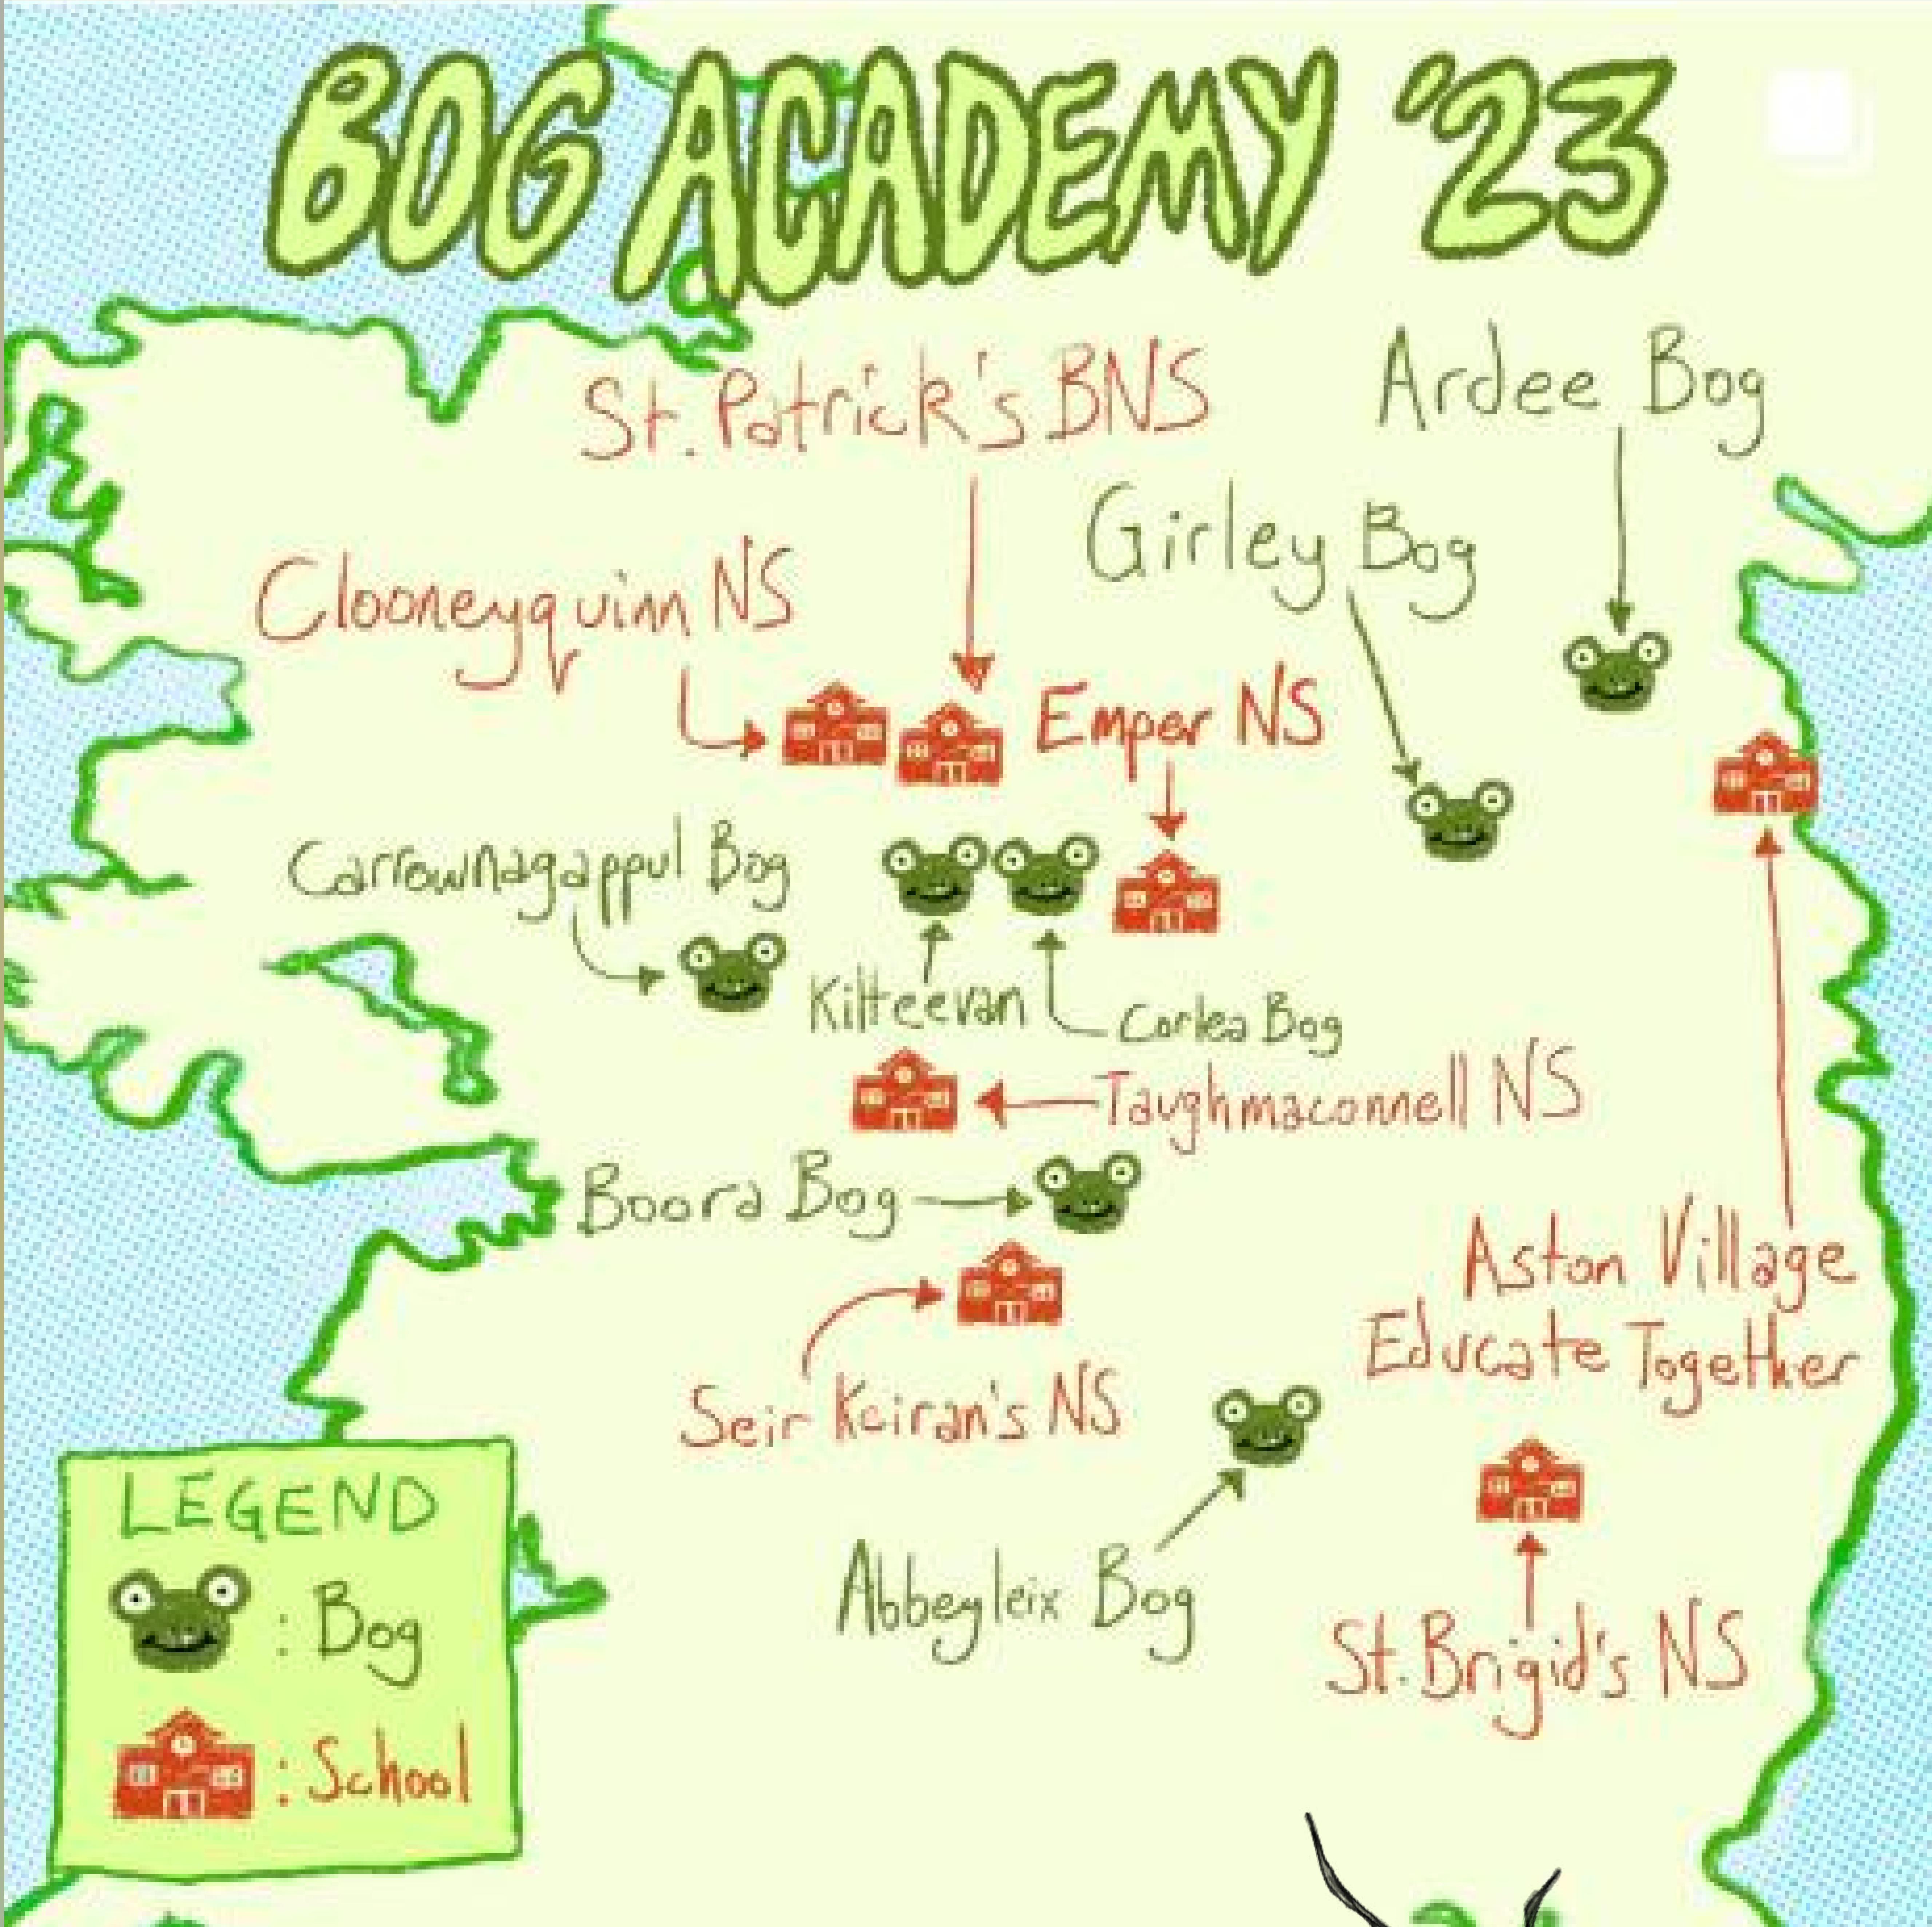 BOG ACADEMY '23
St. Patrick's BNS
Ardee Bog
Girley Bog
Clooneyquinn NS
Emper NS
Carrownagappul Bog
Kilteevan
Corlea Bog
Taughmaconnell NS
Boora Bog
Aston Village
Educate Together
Seir Keiran's NS
Abbeyleix Bog
St. Brigid's NS
LEGEND
: Bog
: School